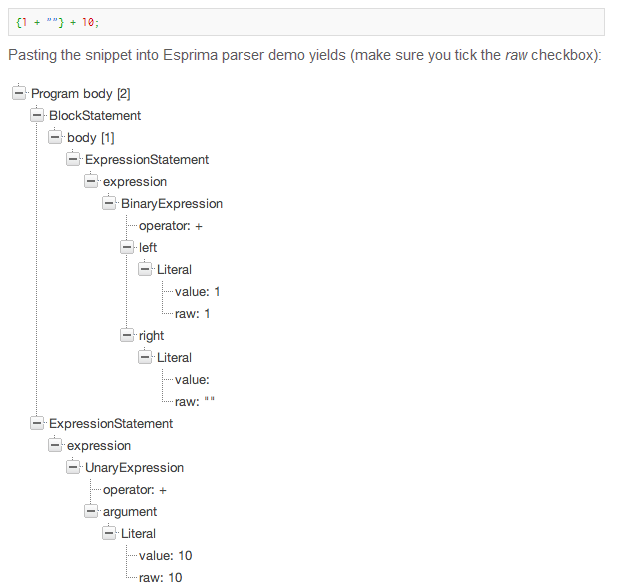 {1 + ""} + 10;
Pasting the snippet into Esprima parser demo yields (make sure you tick the raw checkbox):
Program body [2]
BlockStatement
body [1]
ExpressionStatement
expression
BinaryExpression
operator: +
left
Literal
value: 1
raw: 1
right
Literal
value:
raw: ""
ExpressionStatement
expression
UnaryExpression
operator: +
argument
Literal
value: 10
raw: 10